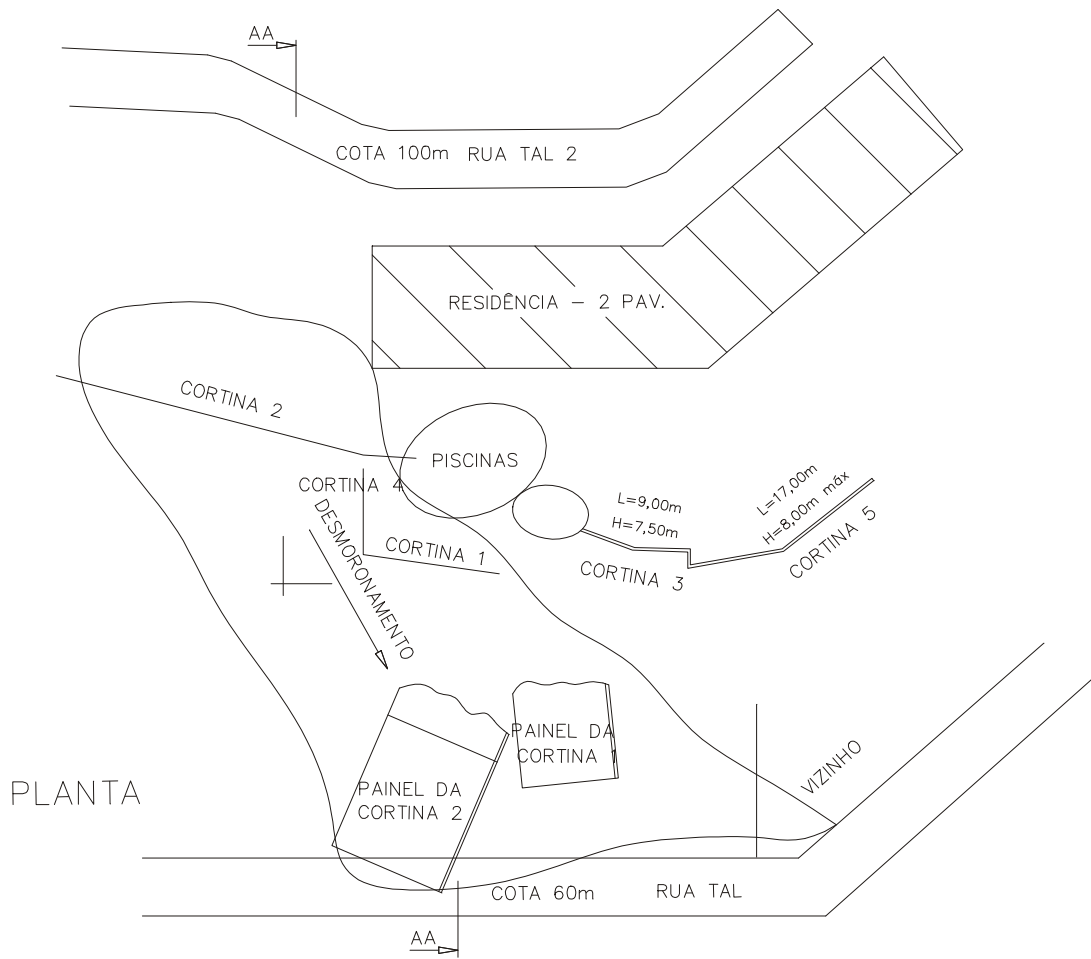 AA
COTA 100m RUA TAL 2
RESIDÊNCIA - 2 PAV.
CORTINA 2
PISCINAS
CORTINA 4
L=9,00m
H=7,50m
L=17,00m
H=8,00m máx
CORTINA 5
CORTINA 1
CORTINA 3
DESMORONAMENTO
PAINEL DA
CORTINA 1
VIZINHO
PAINEL DA
CORTINA 2
PLANTA
COTA 60m RUA TAL
AA